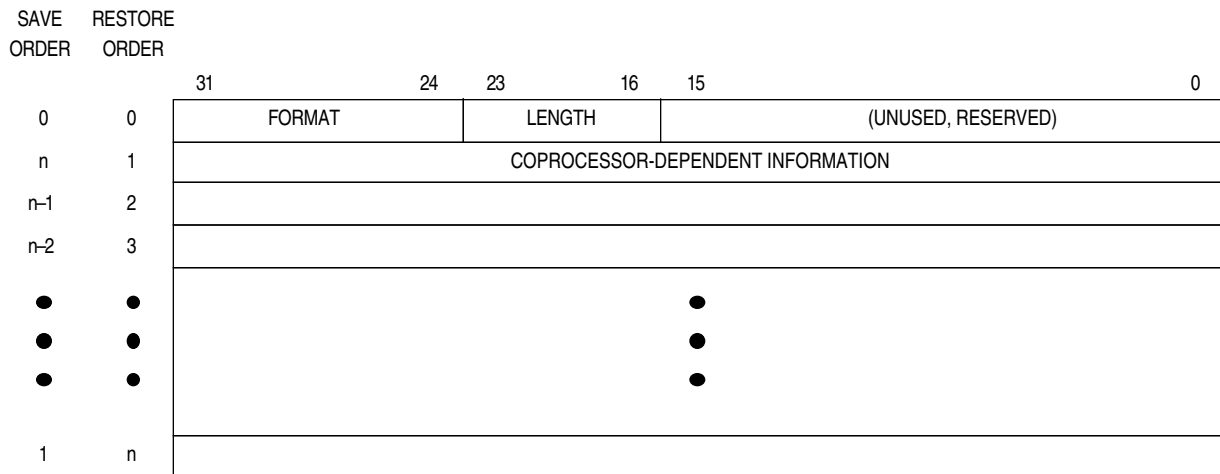 SAVE ORDER RESTORE ORDER
31 24 23 16 15 0
0 0 FORMAT LENGTH (UNUSED, RESERVED)
n 1 COPROCESSOR-DEPENDENT INFORMATION
n–1 2
n–2 3
1 n